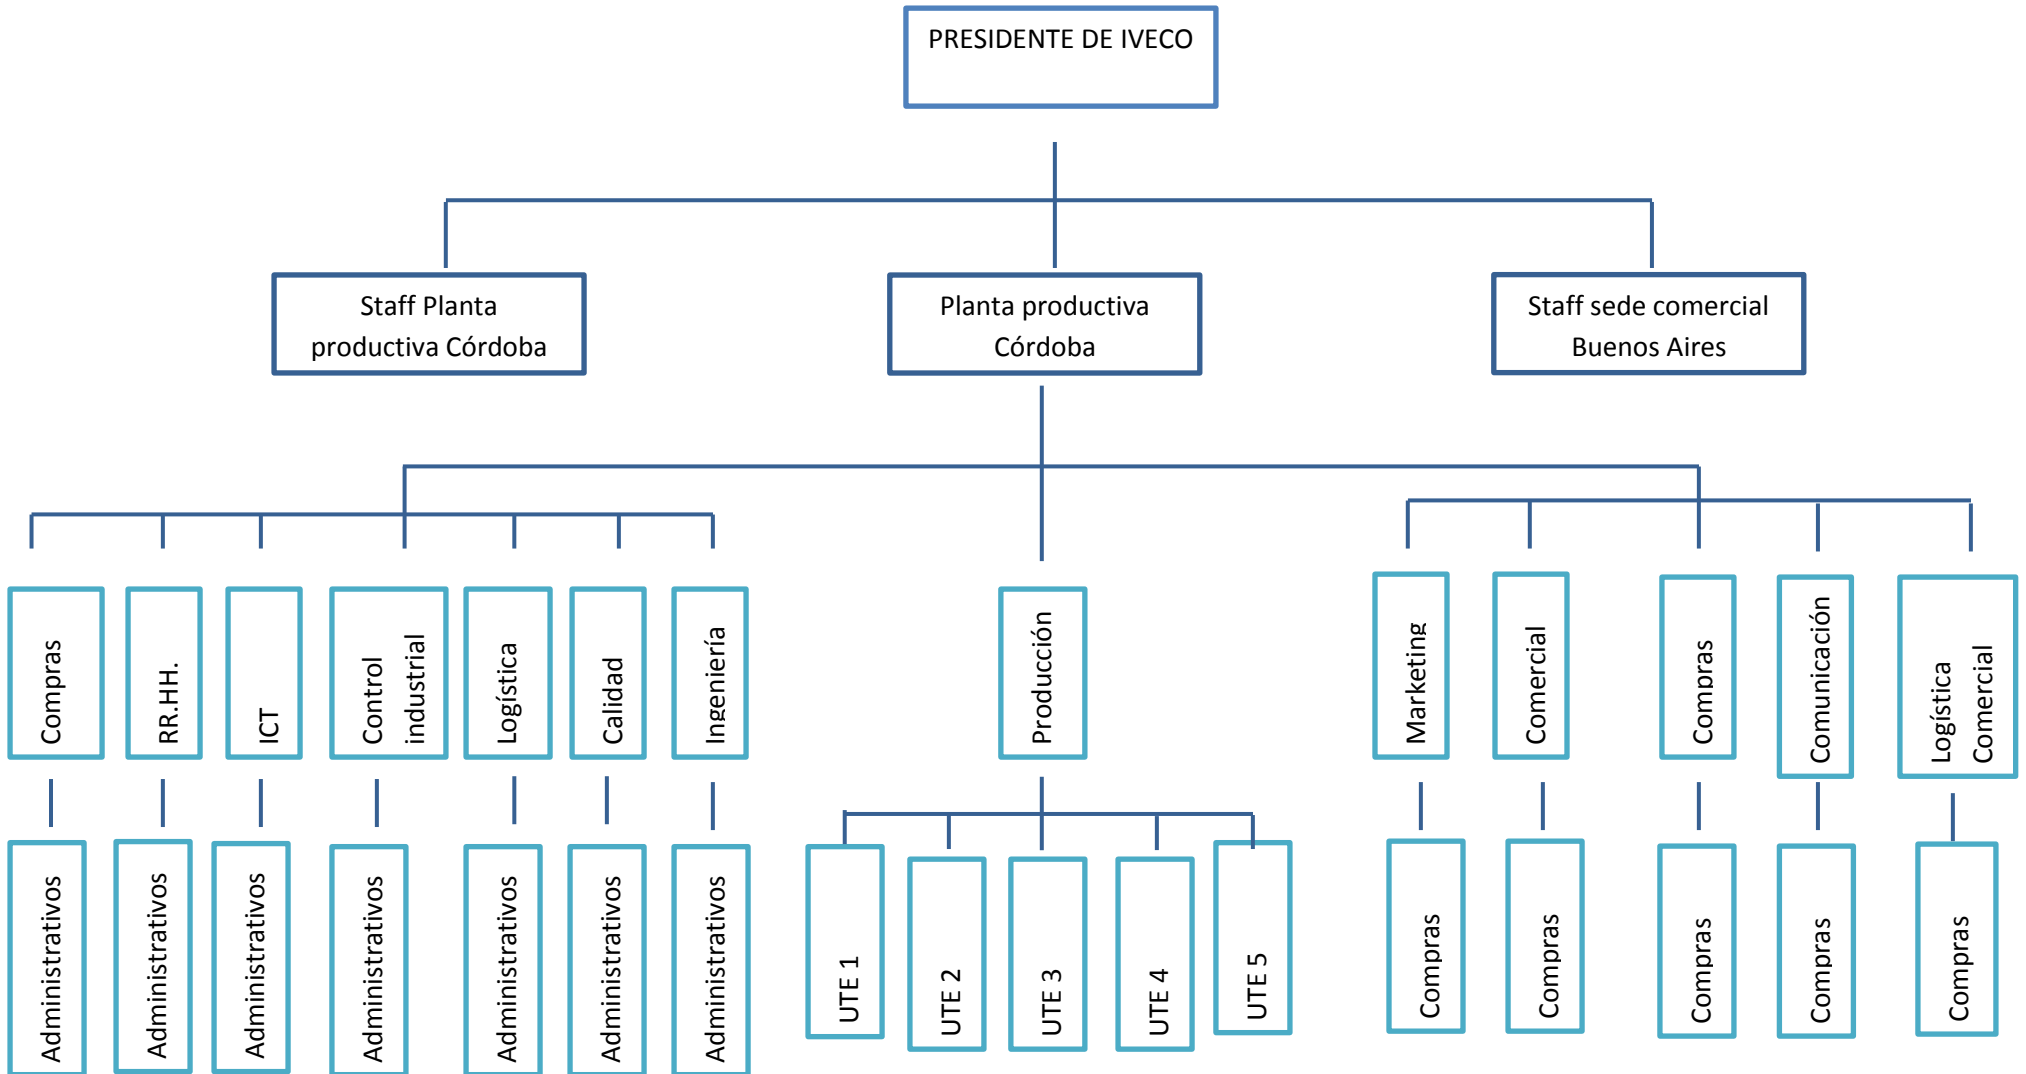 PRESIDENTE DE IVECO
Staff Planta
productiva Córdoba
Planta productiva
Córdoba
Staff sede comercial
Buenos Aires
Compras
RR.HH.
ICT
Control
industrial
Logística
Calidad
Ingeniería
Producción
Marketing
Comercial
Compras
Comunicación
Logística
Comercial
Administrativos
Administrativos
Administrativos
Administrativos
Administrativos
Administrativos
Administrativos
UTE 1
UTE 2
UTE 3
UTE 4
UTE 5
Compras
Compras
Compras
Compras
Compras